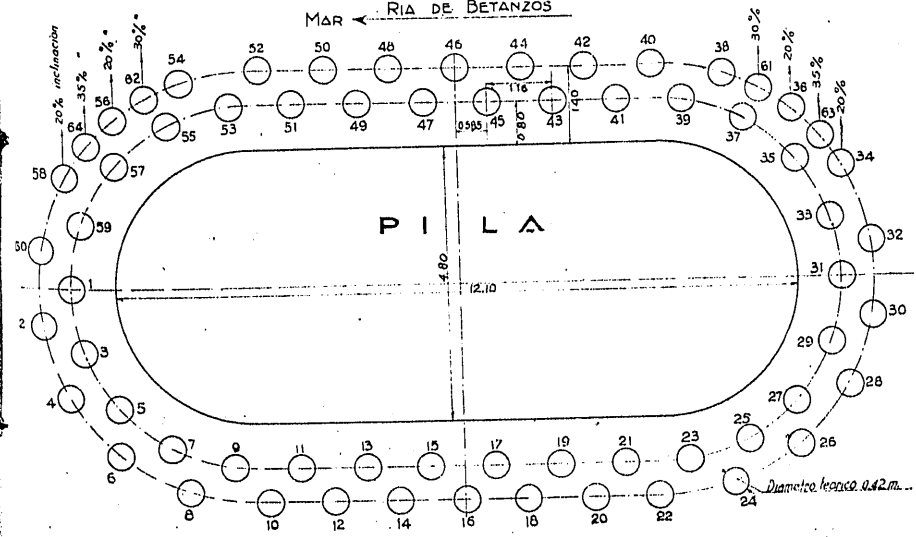 RIA DE BETANZOS
MAR
20% inclinación
35% "
20% "
30% "
30%
20%
35%
20%
58 64 56 62 54 52 50 48 46 44 42 40 38 61 36 63 34
57 55 53 51 49 47 45 43 41 39 37 35
0.585
1.16
0.80
1.40
60 59 33 32
PILA
1 31
4.80
12.10
2 3 29 30
4 5 27 28
6 7 9 11 13 15 17 19 21 23 25 26
8 10 12 14 16 18 20 22 24
Diametro teorico 0.42 m.